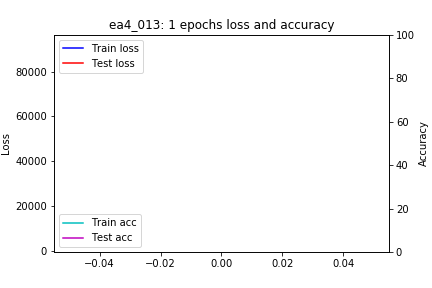 ea4_013: 1 epochs loss and accuracy
Train loss
Test loss
Train acc
Test acc
Loss
80000
60000
40000
20000
0
100
80
60
40
20
0
Accuracy
−0.04
−0.02
0.00
0.02
0.04